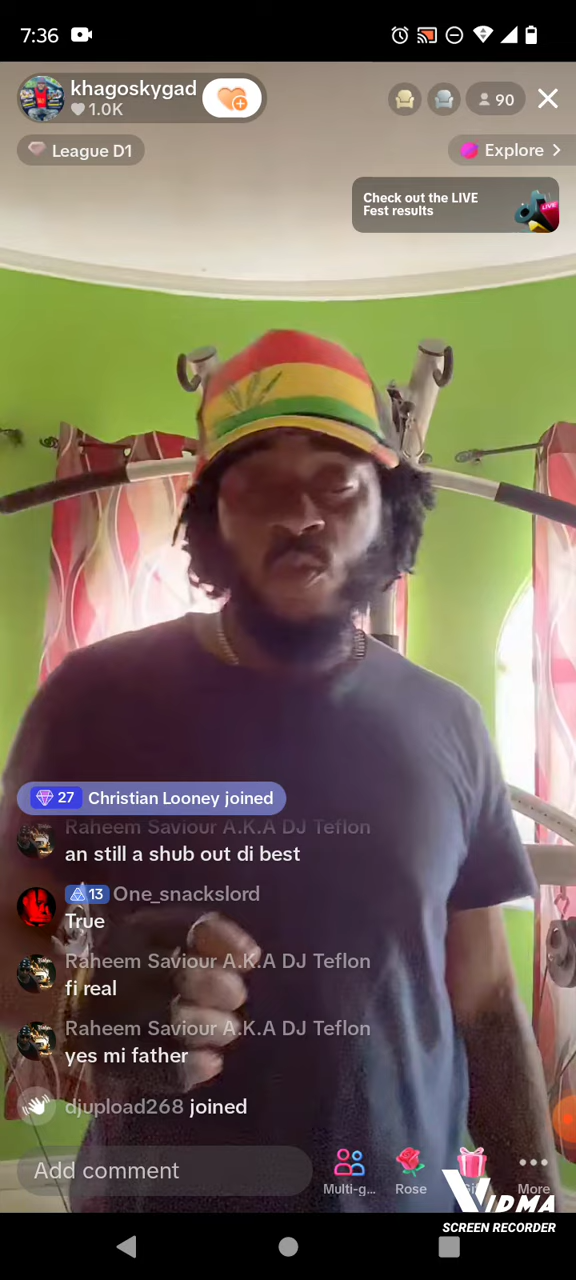 7:36
khagoskygad
1.0K
90
League D1
Explore
Check out the LIVE
Fest results
LIVE
27 Christian Looney joined
Raheem Saviour A.K.A DJ Teflon
an still a shub out di best
13 One_snackslord
True
Raheem Saviour A.K.A DJ Teflon
fi real
Raheem Saviour A.K.A DJ Teflon
yes mi father
djupload268 joined
Add comment
Multi-g...
Rose
More
VIDMA
SCREEN RECORDER